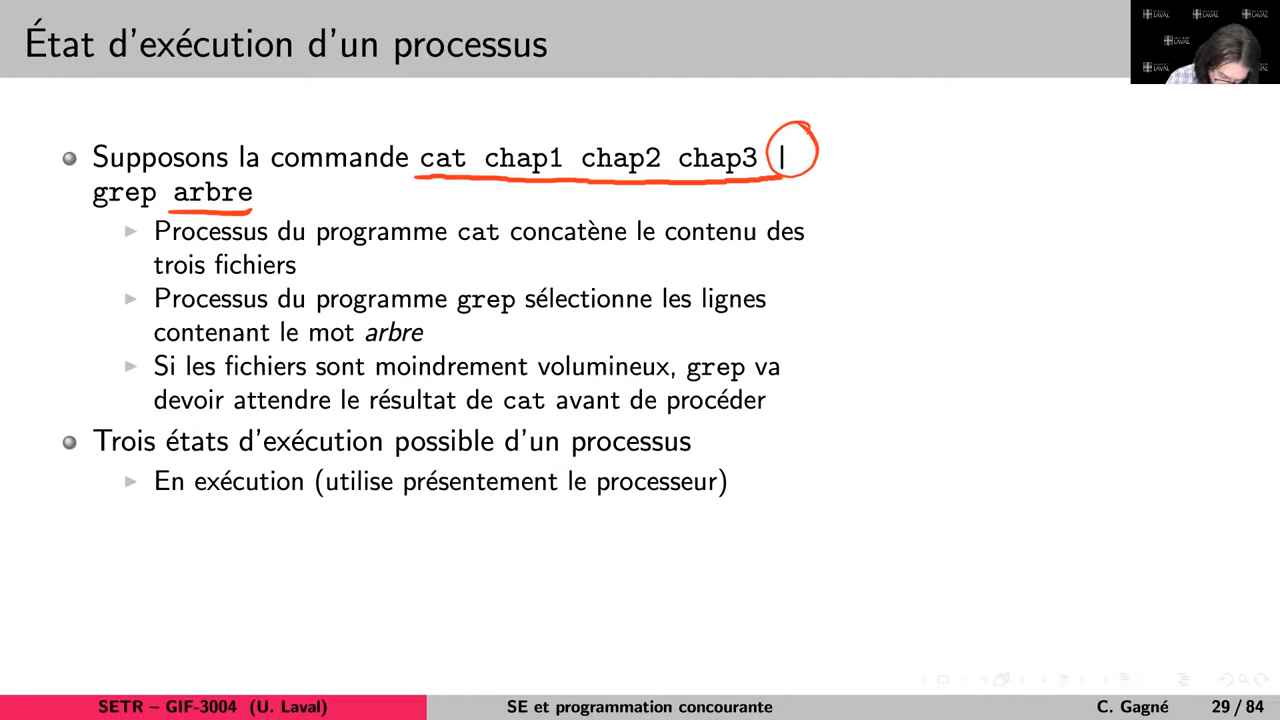 État d'exécution d'un processus
Supposons la commande cat chap1 chap2 chap3 |
grep arbre
Processus du programme cat concatène le contenu des
trois fichiers
Processus du programme grep sélectionne les lignes
contenant le mot arbre
Si les fichiers sont moindrement volumineux, grep va
devoir attendre le résultat de cat avant de procéder
Trois états d'exécution possible d'un processus
En exécution (utilise présentement le processeur)
SETR – GIF-3004 (U. Laval)
SE et programmation concourante
C. Gagné
29 / 84